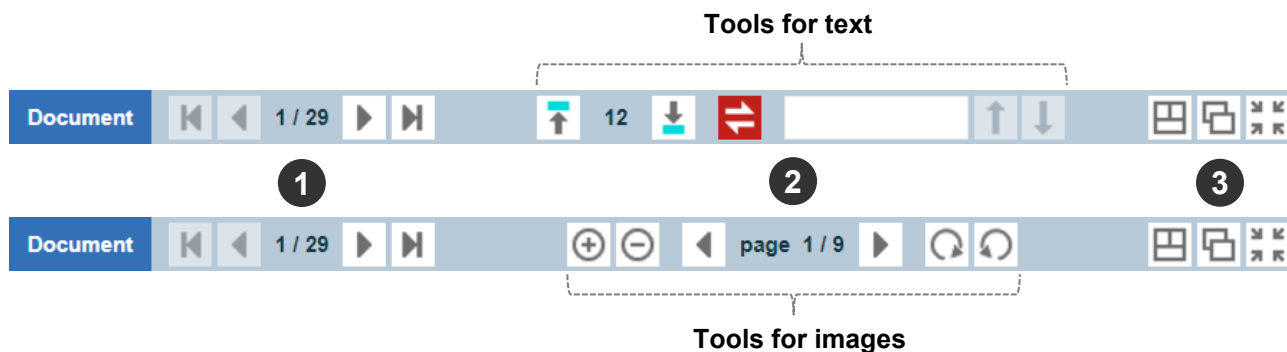 Tools for text
Document 1 / 29 12
1 2 3
Document 1 / 29 page 1 / 9
Tools for images